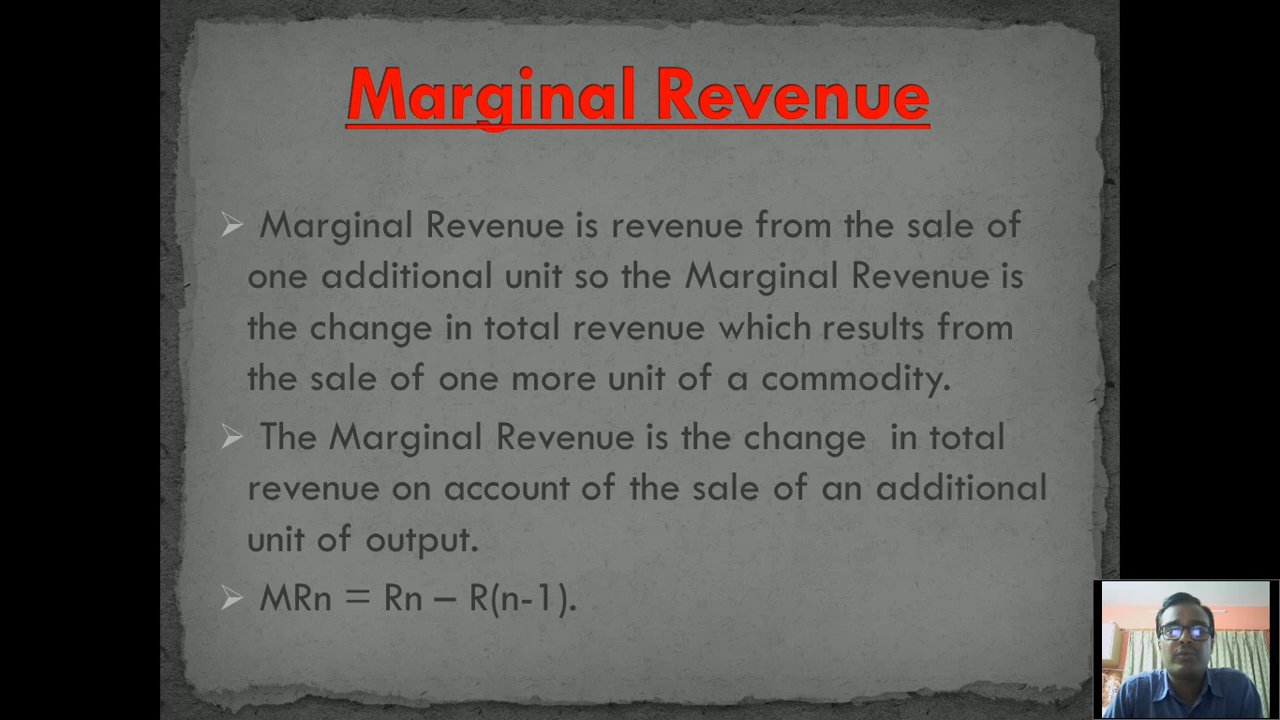 Marginal Revenue
Marginal Revenue is revenue from the sale of
one additional unit so the Marginal Revenue is
the change in total revenue which results from
the sale of one more unit of a commodity.
The Marginal Revenue is the change  in total
revenue on account of the sale of an additional
unit of output.
MRn = Rn – R(n-1).